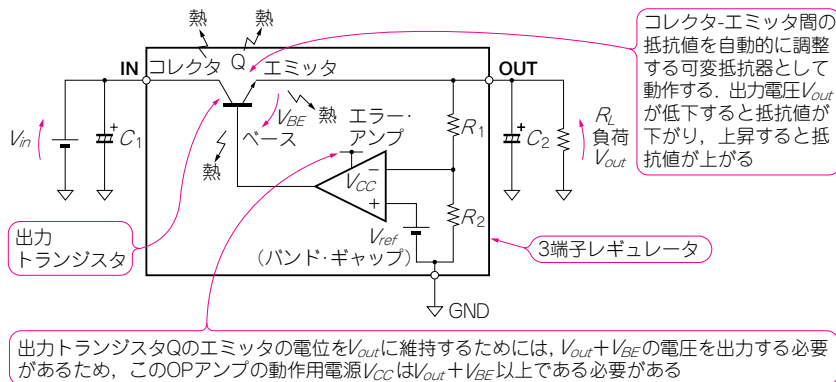 熱
熱
Q
IN
コレクタ
エミッタ
OUT
コレクタ-エミッタ間の
抵抗値を自動的に調整
する可変抵抗器として
動作する．出力電圧Vout
が低下すると抵抗値が
下がり，上昇すると抵
抗値が上がる
Vin
C1
VBE
熱
ベース
熱
エラー・
アンプ
VCC
−
+
R1
R2
C2
RL
負荷
Vout
出力
トランジスタ
Vref
(バンド・ギャップ)
3端子レギュレータ
GND
出力トランジスタQのエミッタの電位をVoutに維持するためには，Vout＋VBEの電圧を出力する必要
があるため，このOPアンプの動作用電源VCCはVout＋VBE以上である必要がある